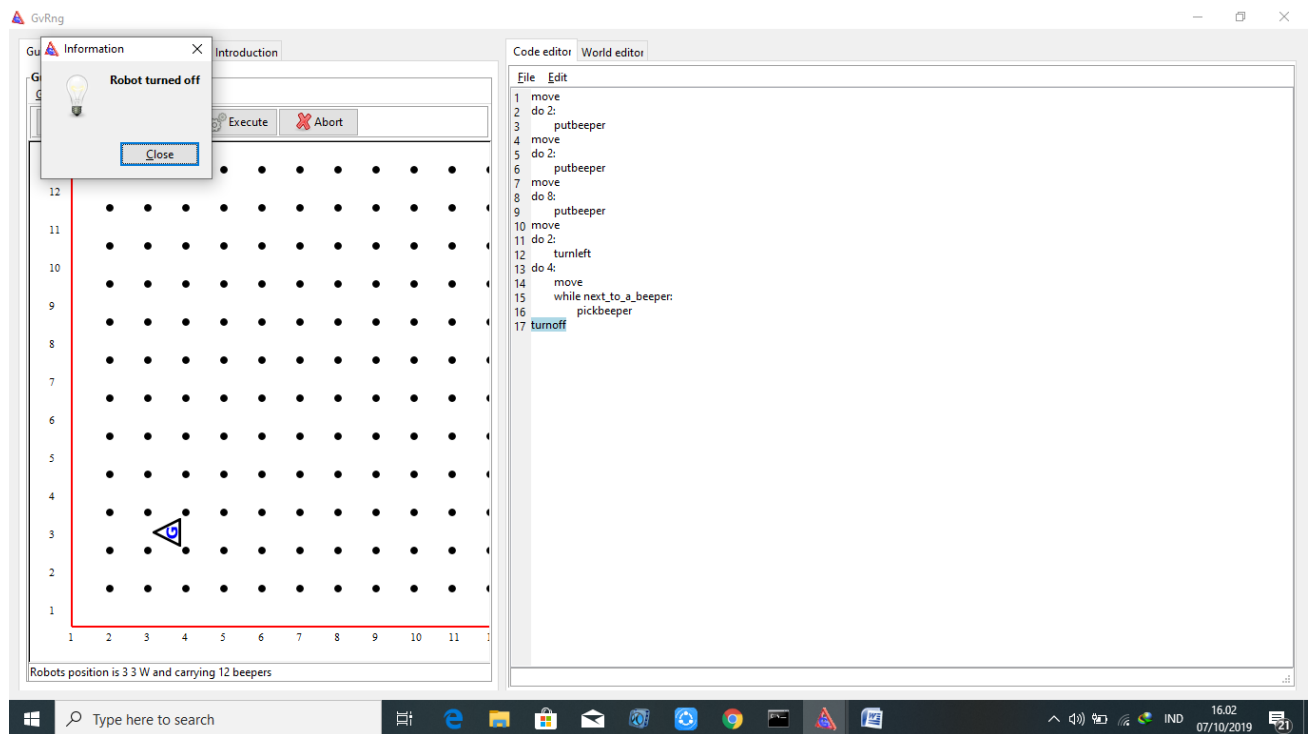 GvRng
Gu
Information
Introduction
Robot turned off
Close
G
G
Execute
Abort
12
11
10
9
8
7
6
5
4
3
2
1
G
1 2 3 4 5 6 7 8 9 10 11 1
Robots position is 3 3 W and carrying 12 beepers
Code editor World editor
File Edit
1 move
2 do 2:
3 putbeeper
4 move
5 do 2:
6 putbeeper
7 move
8 do 8:
9 putbeeper
10 move
11 do 2:
12 turnleft
13 do 4:
14 move
15 while next_to_a_beeper:
16 pickbeeper
17 turnoff
Type here to search
IND
16.02
07/10/2019
21